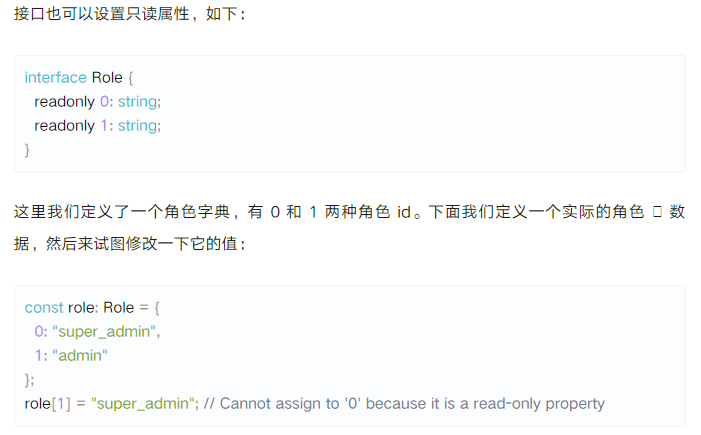 接口也可以设置只读属性，如下：
interface Role {
readonly 0: string;
readonly 1: string;
}
这里我们定义了一个角色字典，有 0 和 1 两种角色 id。下面我们定义一个实际的角色 数
据，然后来试图修改一下它的值：
const role: Role = {
0: "super_admin",
1: "admin"
};
role[1] = "super_admin"; // Cannot assign to '0' because it is a read-only property